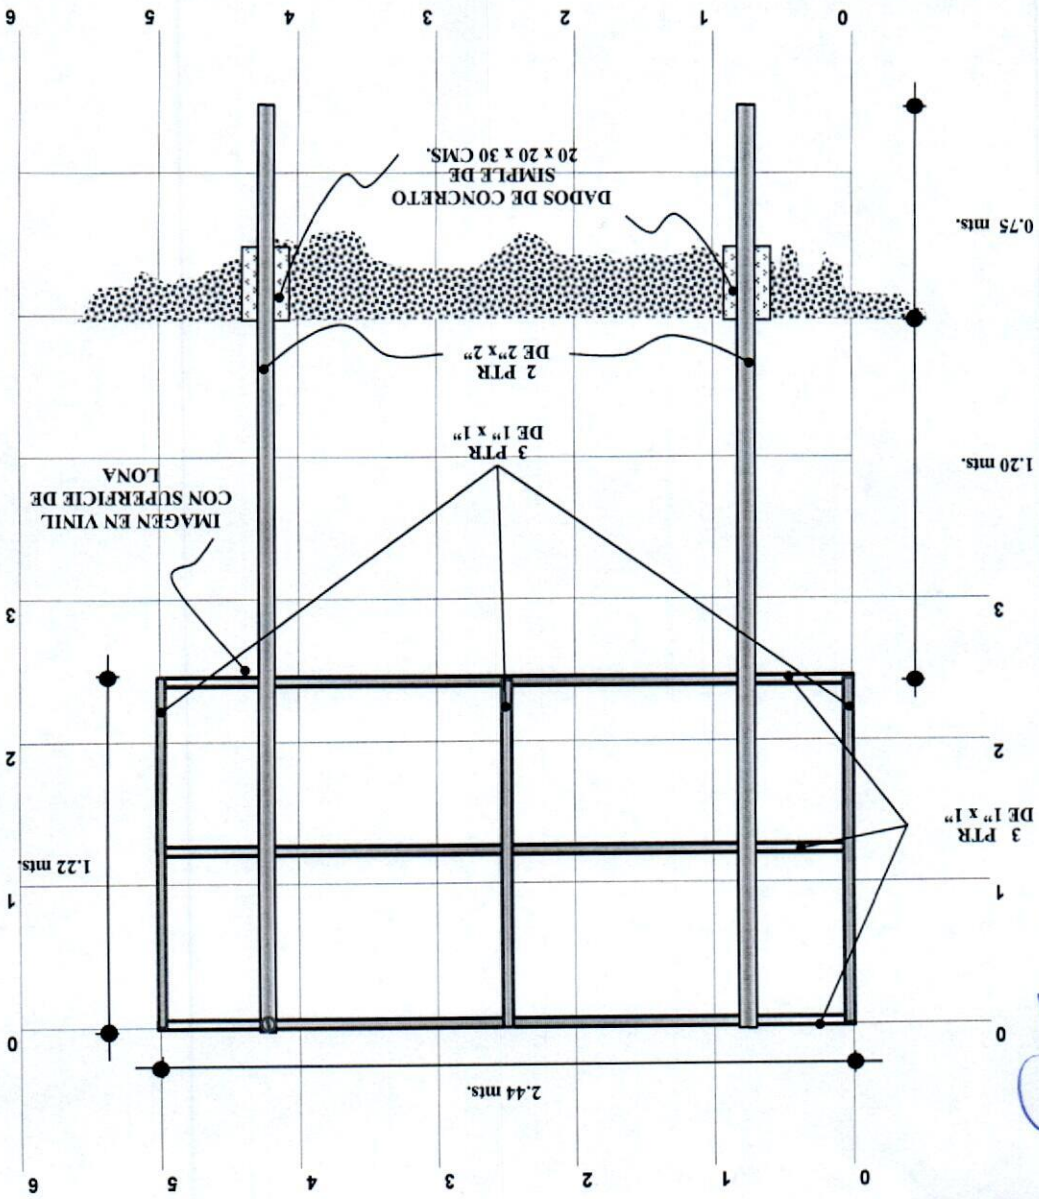 0 1 2 3 4 5 6
2.44 mts.
0
0
1
1
1.22 mts.
3 PTR
DE 1" x 1"
2
2
3
3
IMAGEN EN VINIL
CON SUPERFICIE DE
LONA
3 PTR
DE 1" x 1"
1.20 mts.
2 PTR
DE 2"x2"
0.75 mts.
DADOS DE CONCRETO
SIMPLE DE
20 x 20 x 30 CMS.
0 1 2 3 4 5 6